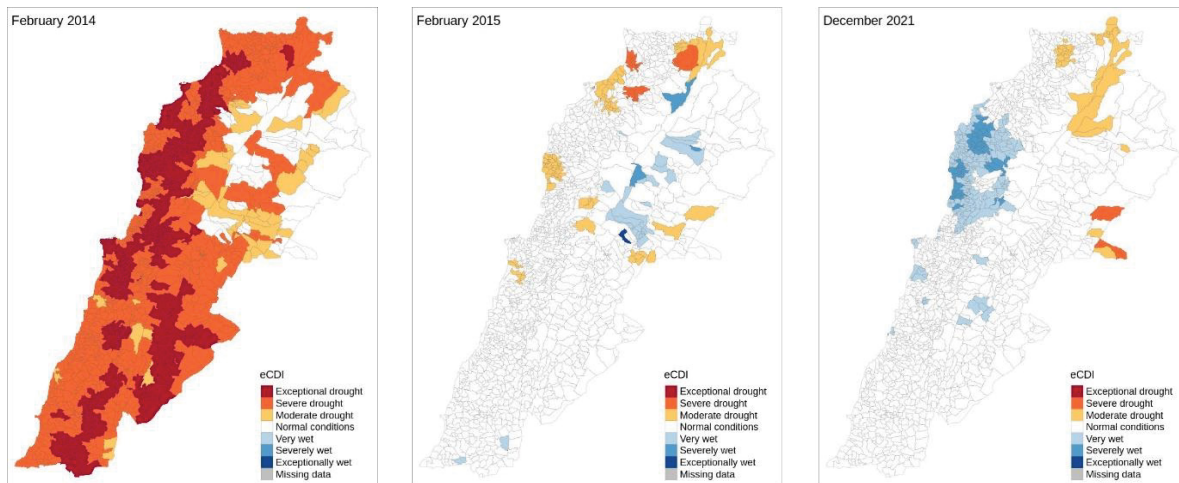 February 2014
eCDI
Exceptional drought
Severe drought
Moderate drought
Normal conditions
Very wet
Severely wet
Exceptionally wet
Missing data
February 2015
eCDI
Exceptional drought
Severe drought
Moderate drought
Normal conditions
Very wet
Severely wet
Exceptionally wet
Missing data
December 2021
eCDI
Exceptional drought
Severe drought
Moderate drought
Normal conditions
Very wet
Severely wet
Exceptionally wet
Missing data